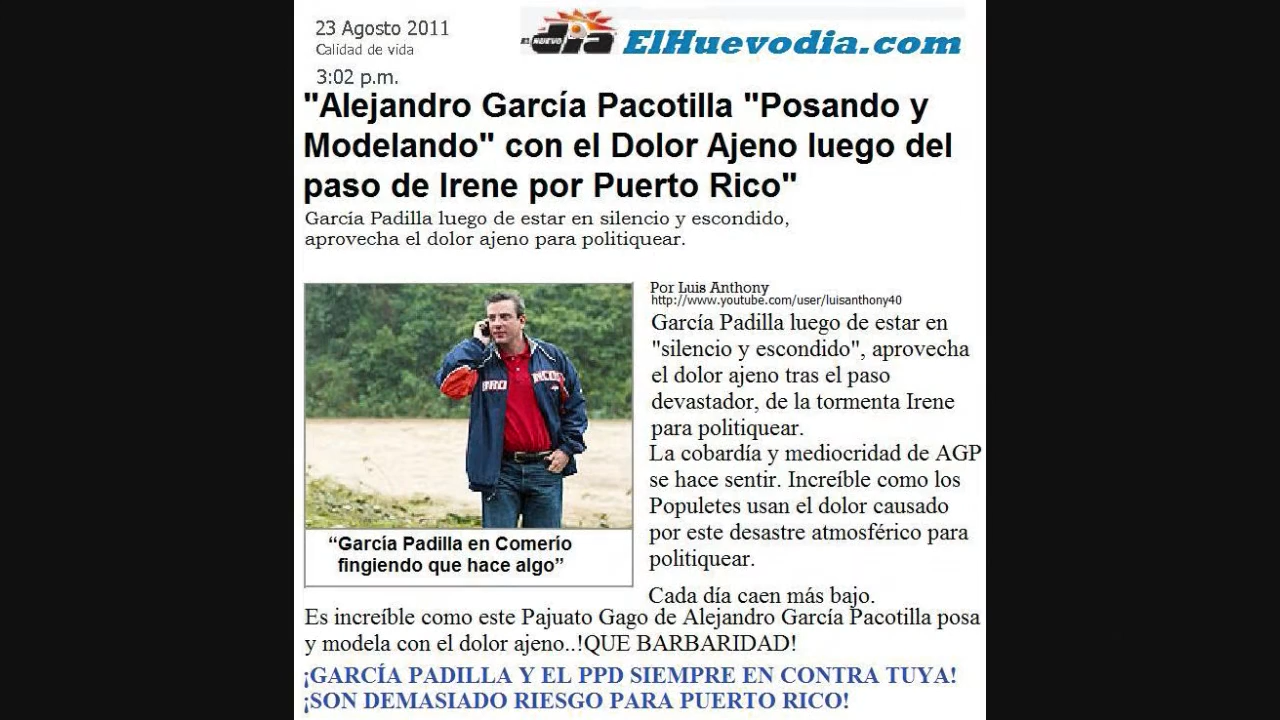 23 Agosto 2011
Calidad de vida
3:02 p.m.
EL NUEVO día ElHuevodia.com
"Alejandro García Pacotilla "Posando y
Modelando" con el Dolor Ajeno luego del
paso de Irene por Puerto Rico"
García Padilla luego de estar en silencio y escondido,
aprovecha el dolor ajeno para politiquear.
“García Padilla en Comerío
fingiendo que hace algo”
Por Luis Anthony
http://www.youtube.com/user/luisanthony40
García Padilla luego de estar en
"silencio y escondido", aprovecha
el dolor ajeno tras el paso
devastador, de la tormenta Irene
para politiquear.
La cobardía y mediocridad de AGP
se hace sentir. Increíble como los
Populetes usan el dolor causado
por este desastre atmosférico para
politiquear.
Cada día caen más bajo.
Es increíble como este Pajuato Gago de Alejandro García Pacotilla posa
y modela con el dolor ajeno..!QUE BARBARIDAD!
¡GARCÍA PADILLA Y EL PPD SIEMPRE EN CONTRA TUYA!
¡SON DEMASIADO RIESGO PARA PUERTO RICO!